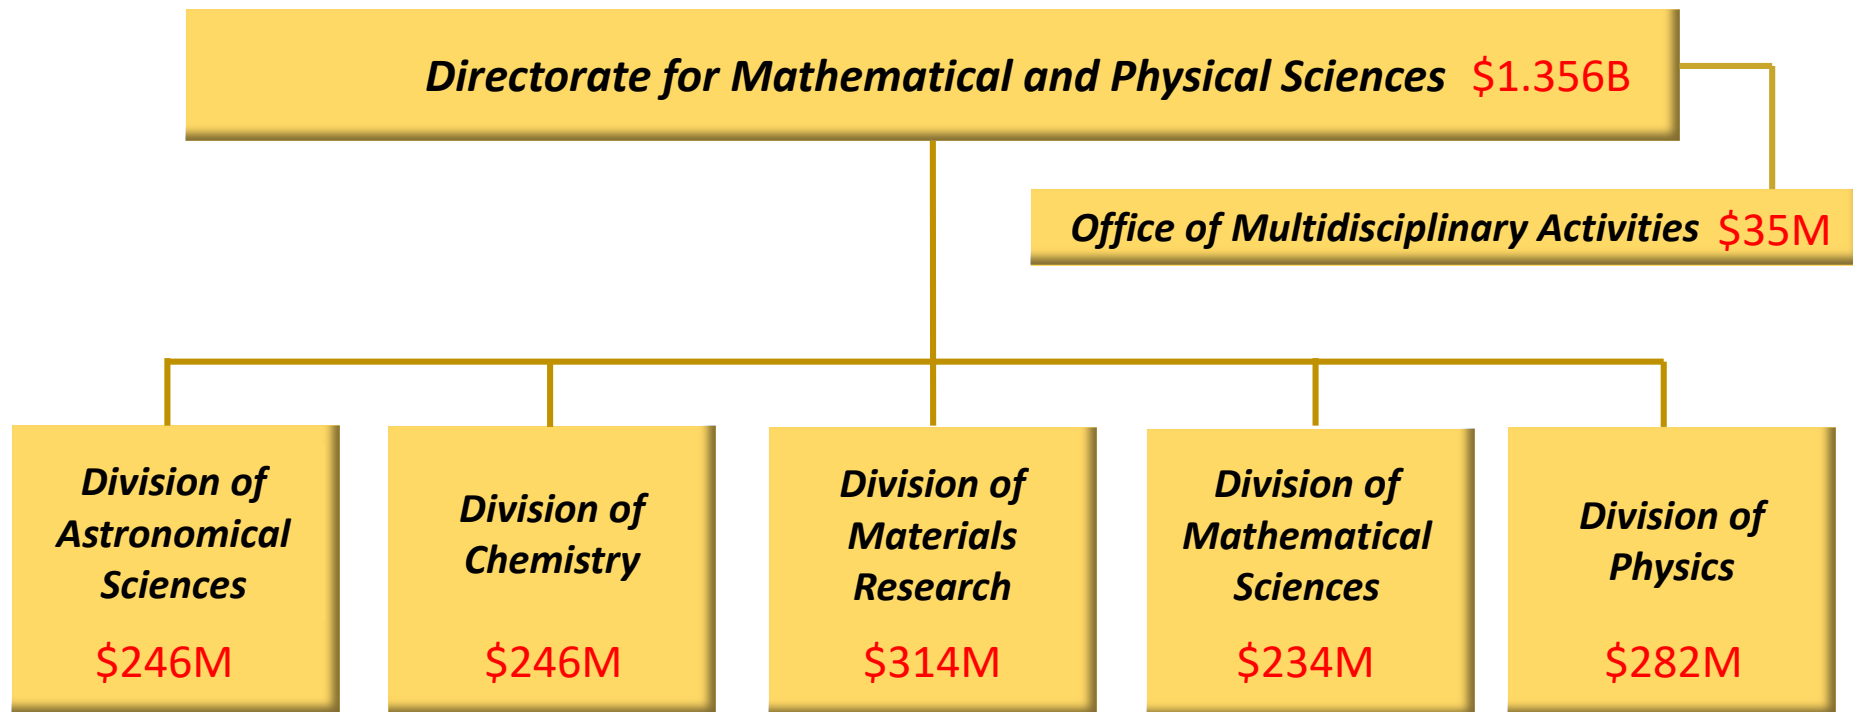 Directorate for Mathematical and Physical Sciences $1.356B
Office of Multidisciplinary Activities $35M
Division of
Astronomical
Sciences
$246M
Division of
Chemistry
$246M
Division of
Materials
Research
$314M
Division of
Mathematical
Sciences
$234M
Division of
Physics
$282M